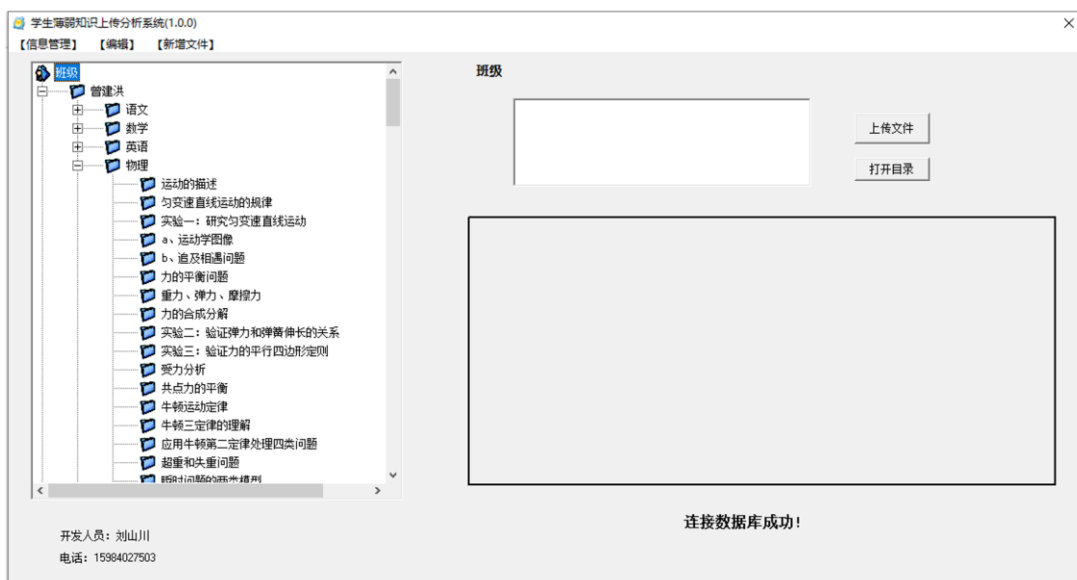 学生薄弱知识上传分析系统(1.0.0)
【信息管理】 【编辑】 【新增文件】
班级
曾建洪
语文
数学
英语
物理
运动的描述
匀变速直线运动的规律
实验一：研究匀变速直线运动
a、运动学图像
b、追及相遇问题
力的平衡问题
重力、弹力、摩擦力
力的合成分解
实验二：验证弹力和弹簧伸长的关系
实验三：验证力的平行四边形定则
受力分析
共点力的平衡
牛顿运动定律
牛顿三定律的理解
应用牛顿第二定律处理四类问题
超重和失重问题
瞬时问题的两类模型
班级
上传文件
打开目录
连接数据库成功!
开发人员：刘山川
电话：15984027503